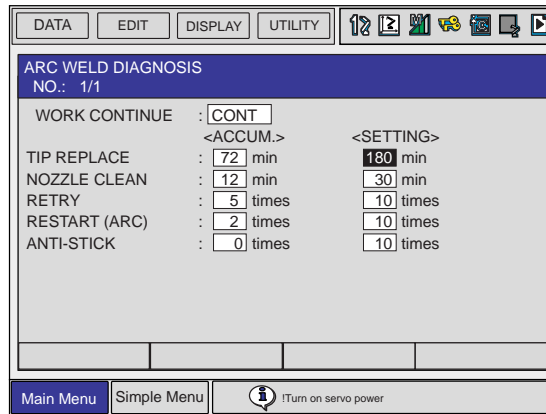 DATA EDIT DISPLAY UTILITY
ARC WELD DIAGNOSIS
NO.: 1/1
WORK CONTINUE : CONT
<ACCUM.> <SETTING>
TIP REPLACE : 72 min 180 min
NOZZLE CLEAN : 12 min 30 min
RETRY : 5 times 10 times
RESTART (ARC) : 2 times 10 times
ANTI-STICK : 0 times 10 times
Main Menu Simple Menu !Turn on servo power